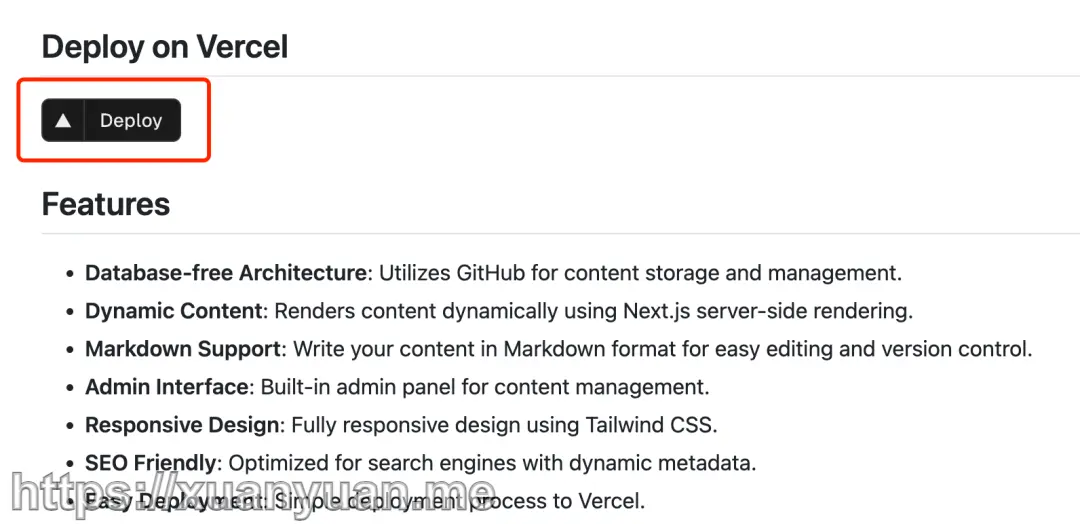 Deploy on Vercel
Deploy
Features
• Database-free Architecture: Utilizes GitHub for content storage and management.
• Dynamic Content: Renders content dynamically using Next.js server-side rendering.
• Markdown Support: Write your content in Markdown format for easy editing and version control.
• Admin Interface: Built-in admin panel for content management.
• Responsive Design: Fully responsive design using Tailwind CSS.
• SEO Friendly: Optimized for search engines with dynamic metadata.
• Easy Deployment: Simple deployment process to Vercel.
https://xuanyuan.me